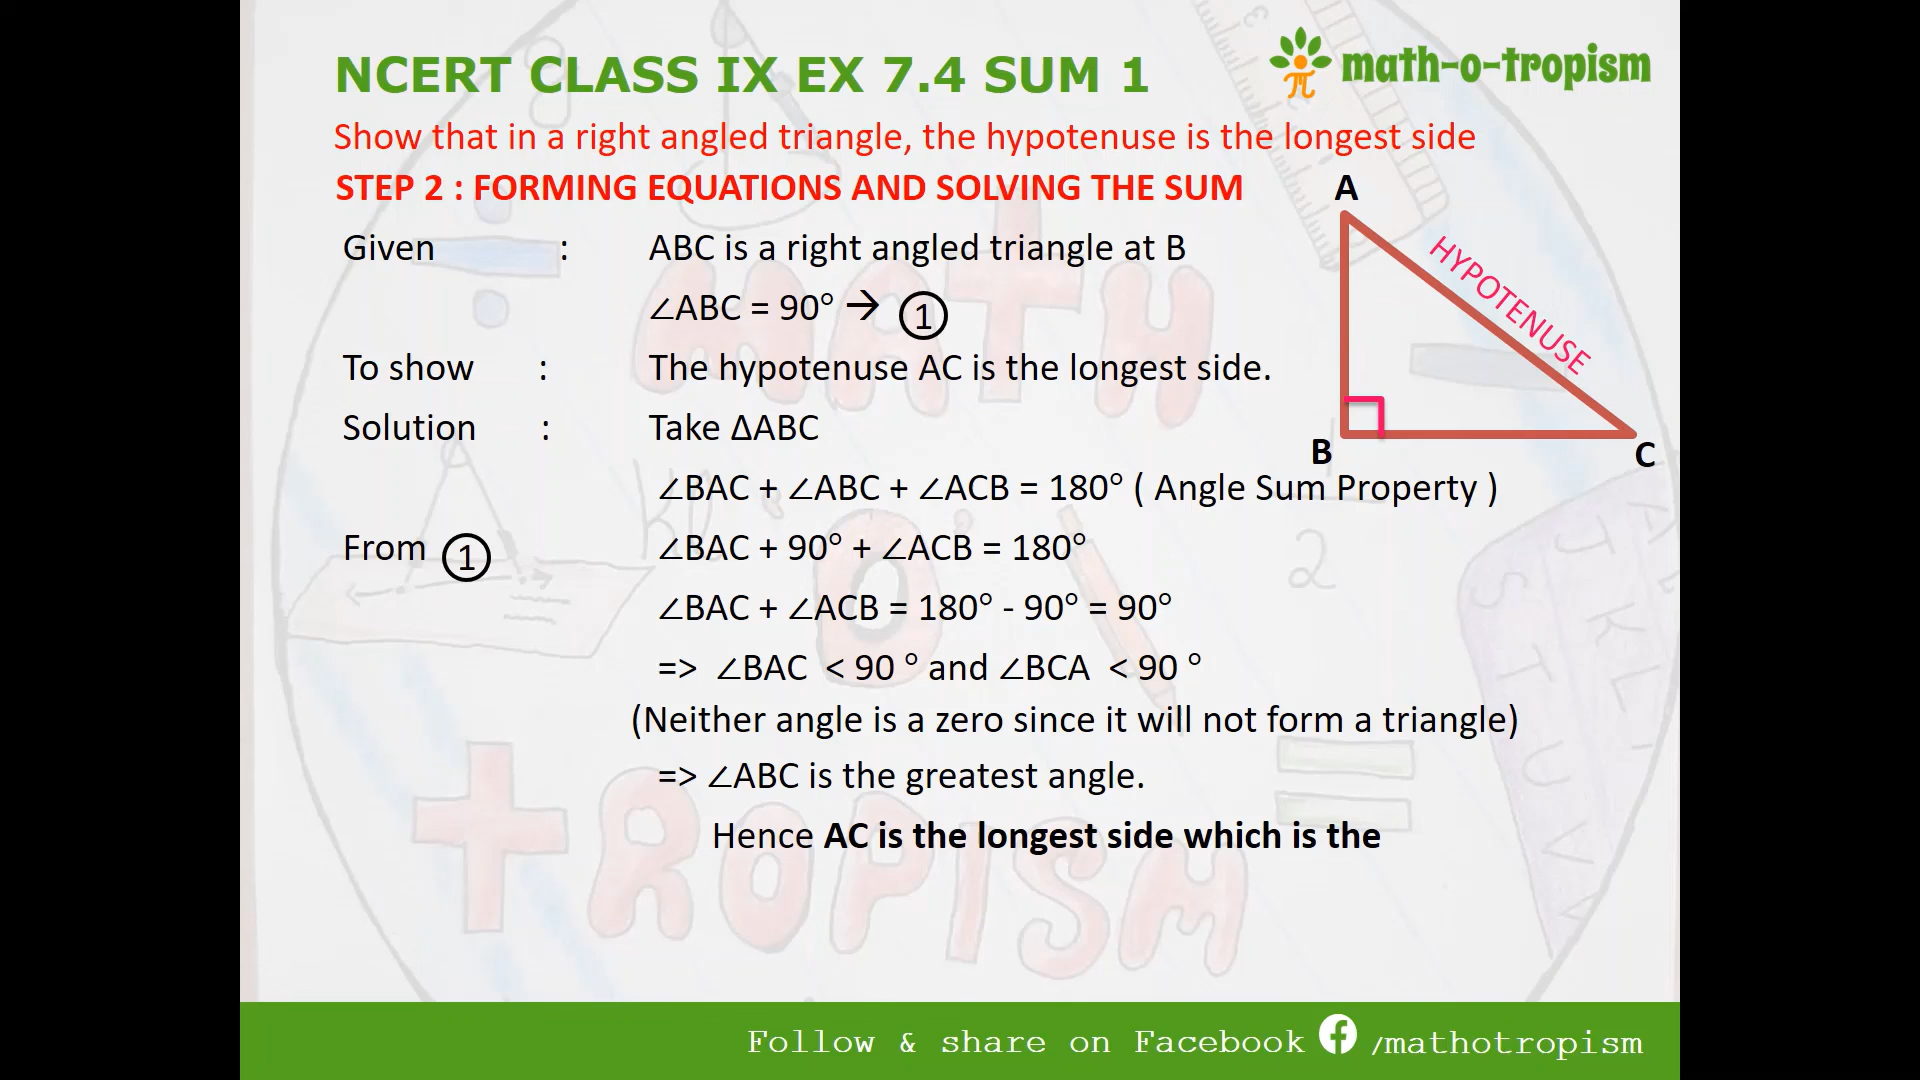 NCERT CLASS IX EX 7.4 SUM 1
math-o-tropism
Show that in a right angled triangle, the hypotenuse is the longest side
STEP 2 : FORMING EQUATIONS AND SOLVING THE SUM
A
HYPOTENUSE
B
C
Given : ABC is a right angled triangle at B
∠ABC = 90° → ①
To show : The hypotenuse AC is the longest side.
Solution : Take ΔABC
∠BAC + ∠ABC + ∠ACB = 180° ( Angle Sum Property )
From ① ∠BAC + 90° + ∠ACB = 180°
∠BAC + ∠ACB = 180° - 90° = 90°
=> ∠BAC < 90 ° and ∠BCA < 90 °
(Neither angle is a zero since it will not form a triangle)
=> ∠ABC is the greatest angle.
Hence AC is the longest side which is the
MATH
O
TROPISM
Follow & share on Facebook /mathotropism